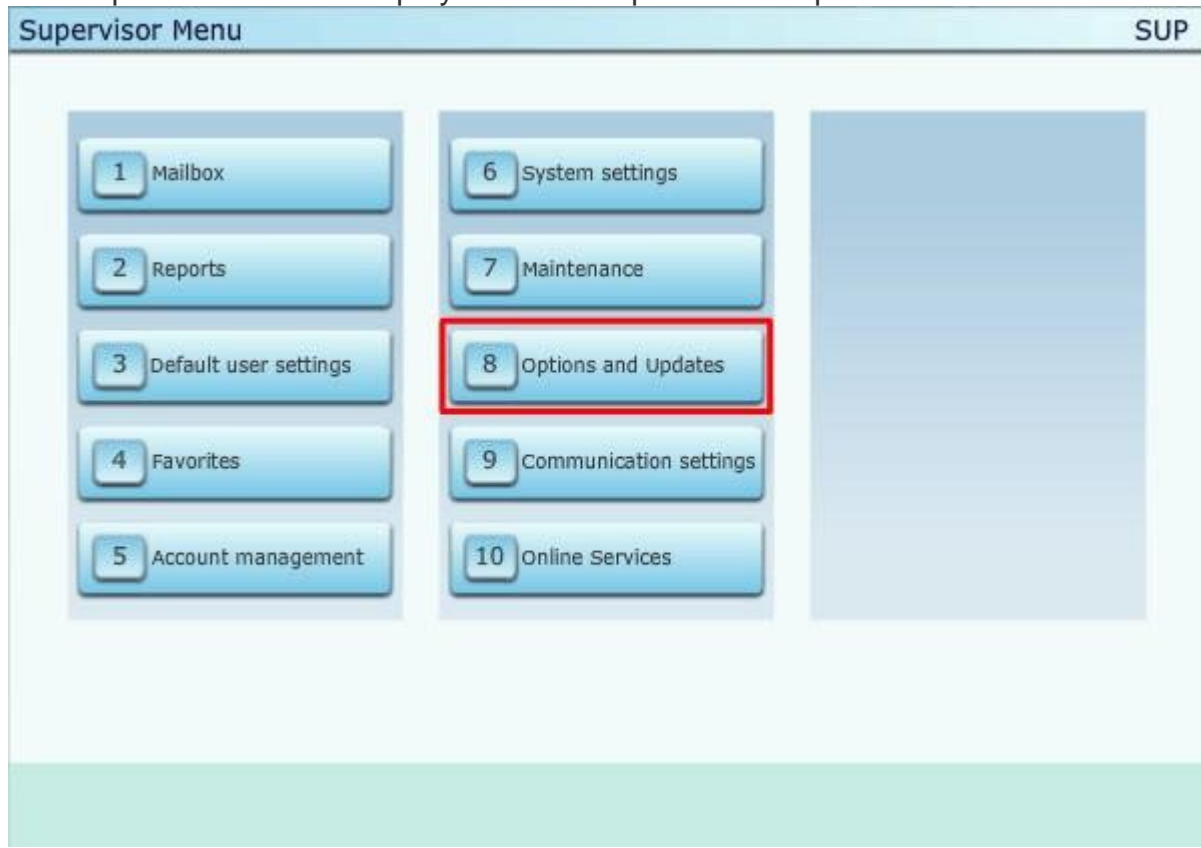 Supervisor Menu SUP
1 Mailbox
2 Reports
3 Default user settings
4 Favorites
5 Account management
6 System settings
7 Maintenance
8 Options and Updates
9 Communication settings
10 Online Services